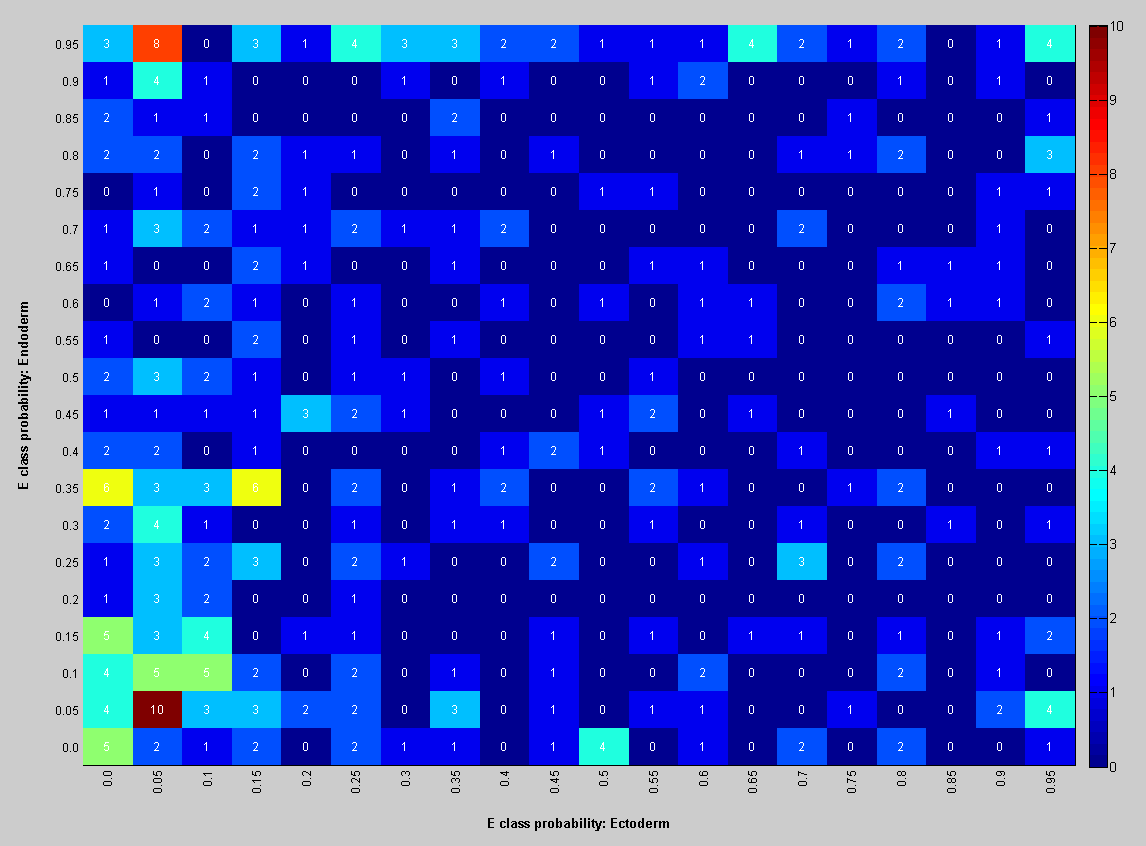 0.95 3 8 0 3 1 4 3 3 2 2 1 1 1 4 2 1 2 0 1 4
0.9 1 4 1 0 0 0 1 0 1 0 0 1 2 0 0 0 1 0 1 0
0.85 2 1 1 0 0 0 0 2 0 0 0 0 0 0 0 1 0 0 0 1
0.8 2 2 0 2 1 1 0 1 0 1 0 0 0 0 1 1 2 0 0 3
0.75 0 1 0 2 1 0 0 0 0 0 1 1 0 0 0 0 0 0 1 1
0.7 1 3 2 1 1 2 1 1 2 0 0 0 0 0 2 0 0 0 1 0
0.65 1 0 0 2 1 0 0 1 0 0 0 1 1 0 0 0 1 1 1 0
0.6 0 1 2 1 0 1 0 0 1 0 1 0 1 1 0 0 2 1 1 0
0.55 1 0 0 2 0 1 0 1 0 0 0 0 1 1 0 0 0 0 0 1
0.5 2 3 2 1 0 1 1 0 1 0 0 1 0 0 0 0 0 0 0 0
0.45 1 1 1 1 3 2 1 0 0 0 1 2 0 1 0 0 0 1 0 0
0.4 2 2 0 1 0 0 0 0 1 2 1 0 0 0 1 0 0 0 1 1
0.35 6 3 3 6 0 2 0 1 2 0 0 2 1 0 0 1 2 0 0 0
0.3 2 4 1 0 0 1 0 1 1 0 0 1 0 0 1 0 0 1 0 1
0.25 1 3 2 3 0 2 1 0 0 2 0 0 1 0 3 0 2 0 0 0
0.2 1 3 2 0 0 1 0 0 0 0 0 0 0 0 0 0 0 0 0 0
0.15 5 3 4 0 1 1 0 0 0 1 0 1 0 1 1 0 1 0 1 2
0.1 4 5 5 2 0 2 0 1 0 1 0 0 2 0 0 0 2 0 1 0
0.05 4 10 3 3 2 2 0 3 0 1 0 1 1 0 0 1 0 0 2 4
0.0 5 2 1 2 0 2 1 1 0 1 4 0 1 0 2 0 2 0 0 1
0.0 0.05 0.1 0.15 0.2 0.25 0.3 0.35 0.4 0.45 0.5 0.55 0.6 0.65 0.7 0.75 0.8 0.85 0.9 0.95
E class probability: Ectoderm
E class probability: Endoderm
10
9
8
7
6
5
4
3
2
1
0